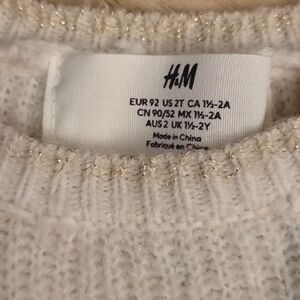 H&M
EUR 92 US 2T CA 1½-2A
CN 90/52 MX 1½-2A
AUS 2 UK 1½-2Y
Made in China
Fabriqué en Chine